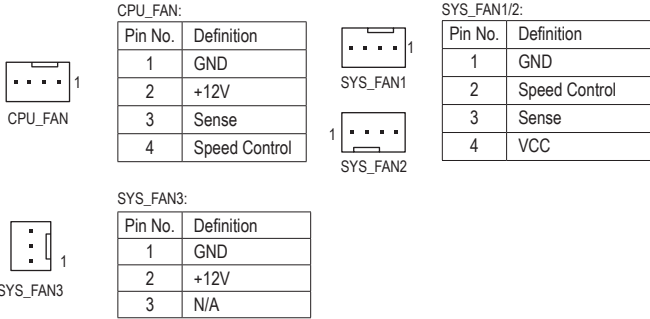 CPU_FAN:
Pin No. Definition
1 GND
2 +12V
3 Sense
4 Speed Control
1
CPU_FAN
SYS_FAN1/2:
Pin No. Definition
1 GND
2 Speed Control
3 Sense
4 VCC
1
SYS_FAN1
1
SYS_FAN2
SYS_FAN3:
Pin No. Definition
1 GND
2 +12V
3 N/A
1
SYS_FAN3